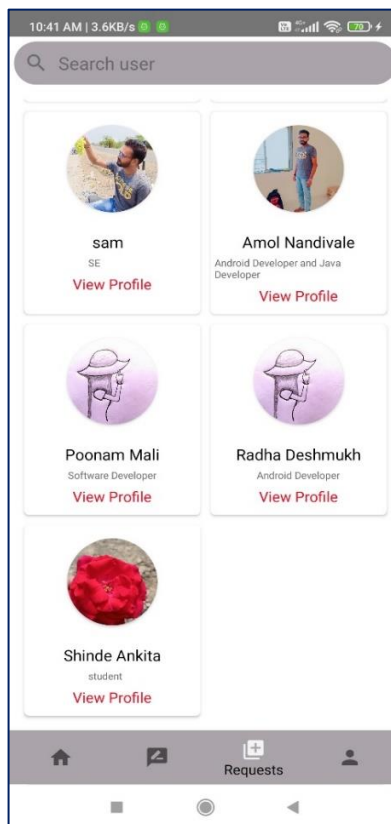 10:41 AM | 3.6KB/s
70
Search user
sam
SE
View Profile
Amol Nandivale
Android Developer and Java
Developer
View Profile
Poonam Mali
Software Developer
View Profile
Radha Deshmukh
Android Developer
View Profile
Shinde Ankita
student
View Profile
Requests